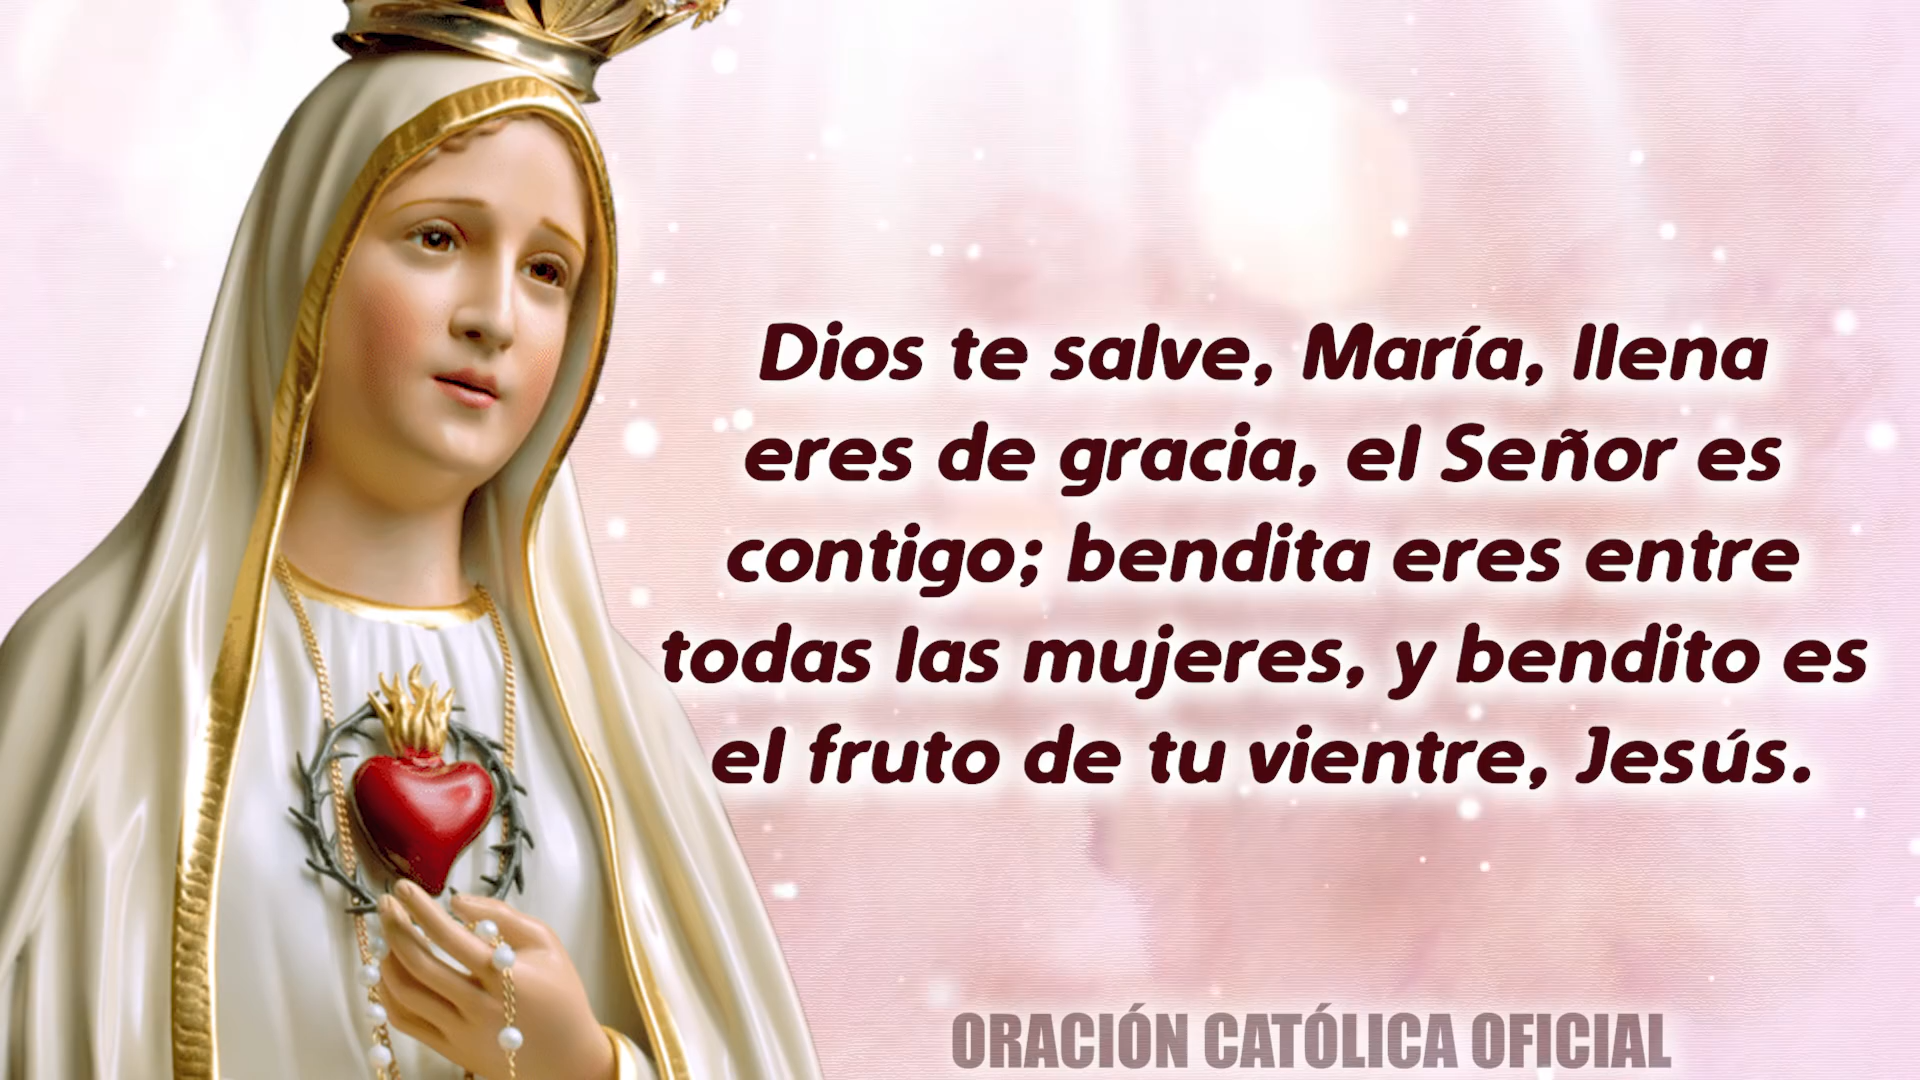 Dios te salve, María, llena
eres de gracia, el Señor es
contigo; bendita eres entre
todas las mujeres, y bendito es
el fruto de tu vientre, Jesús.
ORACIÓN CATÓLICA OFICIAL